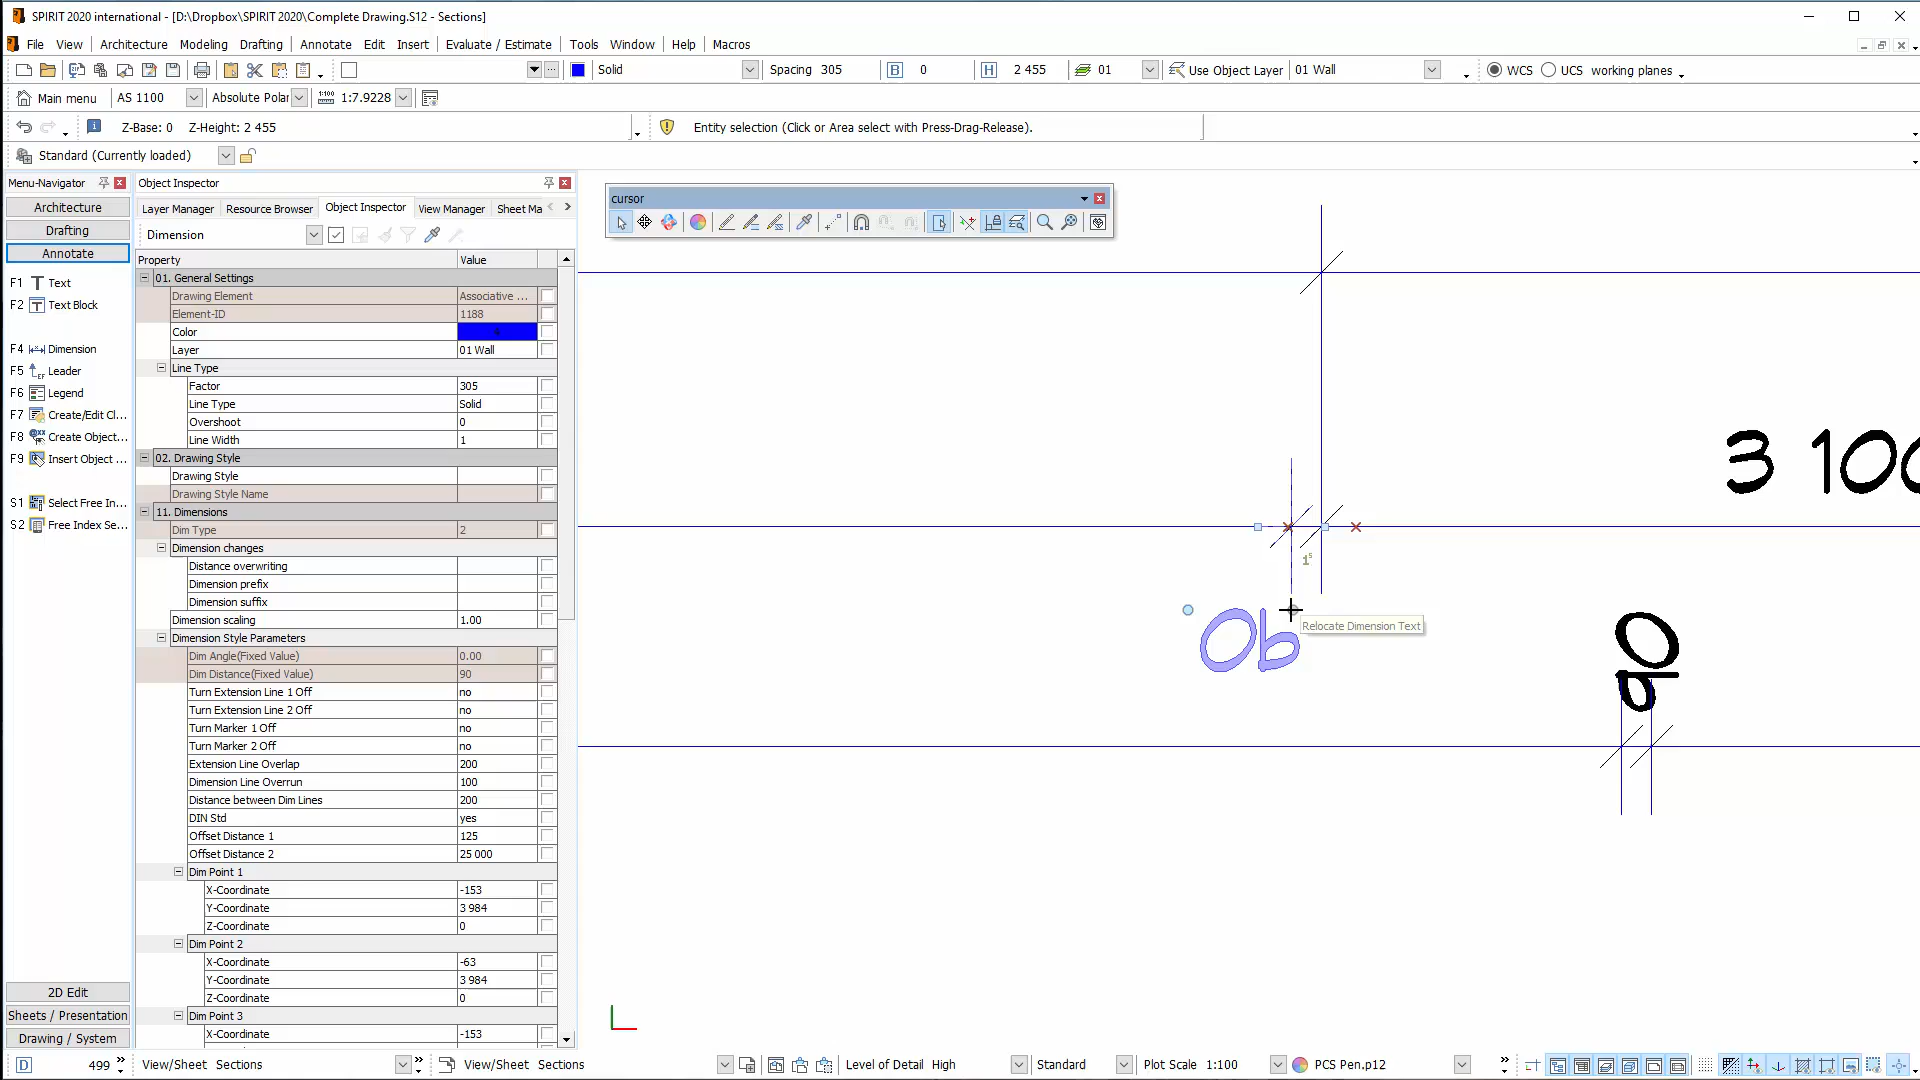 SPIRIT 2020 international - [D:\Dropbox\SPIRIT 2020\Complete Drawing.S12 - Sections]
File View Architecture Modeling Drafting Annotate Edit Insert Evaluate / Estimate Tools Window Help Macros
Solid Spacing 305 B 0 H 2 455 01 Use Object Layer 01 Wall WCS UCS working planes
Main menu AS 1100 Absolute Polar 1:100 1:7.9228
Z-Base: 0 Z-Height: 2 455 Entity selection (Click or Area select with Press-Drag-Release).
Standard (Currently loaded)
Menu-Navigator
Architecture
Drafting
Annotate
F1 Text
F2 Text Block
F4 Dimension
F5 Leader
F6 Legend
F7 Create/Edit Cl...
F8 Create Object...
F9 Insert Object ...
S1 Select Free In...
S2 Free Index Se...
2D Edit
Sheets / Presentation
Drawing / System
Object Inspector
Layer Manager Resource Browser Object Inspector View Manager Sheet Ma
Dimension
Property Value
01. General Settings
Drawing Element Associative ...
Element-ID 1188
Color 4
Layer 01 Wall
Line Type
Factor 305
Line Type Solid
Overshoot 0
Line Width 1
02. Drawing Style
Drawing Style
Drawing Style Name
11. Dimensions
Dim Type 2
Dimension changes
Distance overwriting
Dimension prefix
Dimension suffix
Dimension scaling 1.00
Dimension Style Parameters
Dim Angle(Fixed Value) 0.00
Dim Distance(Fixed Value) 90
Turn Extension Line 1 Off no
Turn Extension Line 2 Off no
Turn Marker 1 Off no
Turn Marker 2 Off no
Extension Line Overlap 200
Dimension Line Overrun 100
Distance between Dim Lines 200
DIN Std yes
Offset Distance 1 125
Offset Distance 2 25 000
Dim Point 1
X-Coordinate -153
Y-Coordinate 3 984
Z-Coordinate 0
Dim Point 2
X-Coordinate -63
Y-Coordinate 3 984
Z-Coordinate 0
Dim Point 3
X-Coordinate -153
cursor
3 100
90
Relocate Dimension Text
90
D 499 View/Sheet Sections View/Sheet Sections Level of Detail High Standard Plot Scale 1:100 PCS Pen.p12